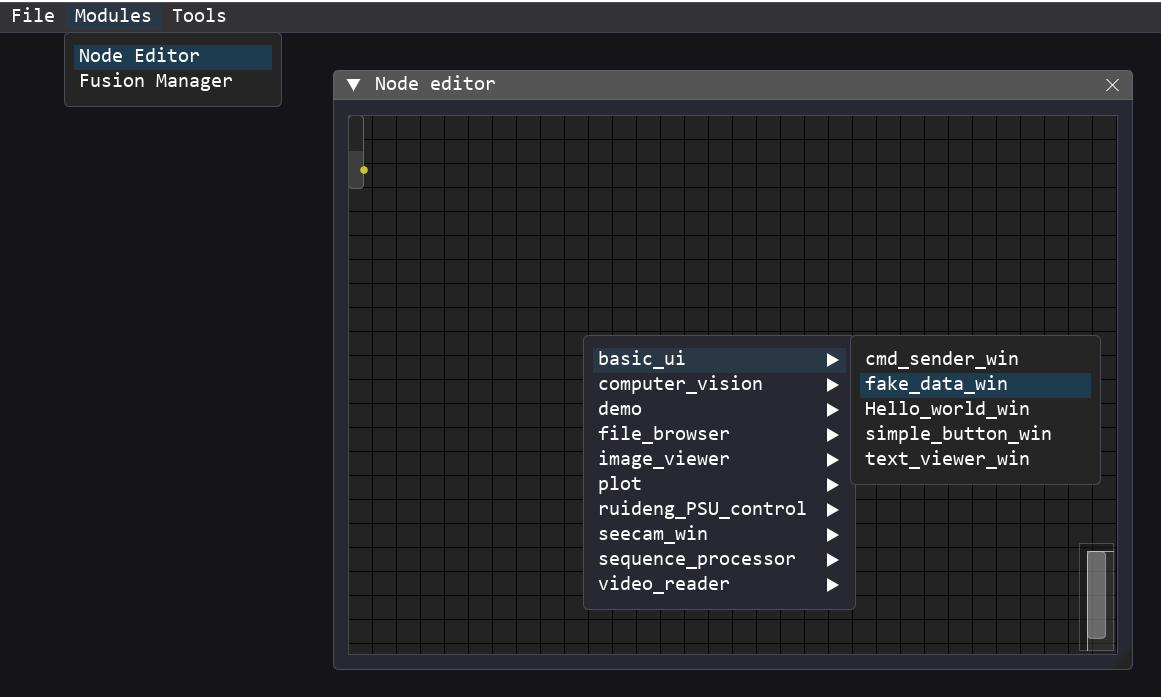 File Modules Tools
Node Editor
Fusion Manager
Node editor
basic_ui
computer_vision
demo
file_browser
image_viewer
plot
ruideng_PSU_control
seecam_win
sequence_processor
video_reader
cmd_sender_win
fake_data_win
Hello_world_win
simple_button_win
text_viewer_win